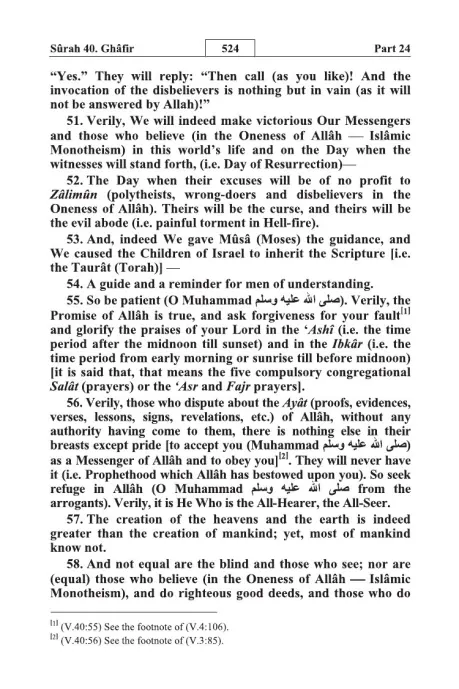 Sûrah 40. Ghâfir 524 Part 24
“Yes.” They will reply: “Then call (as you like)! And the
invocation of the disbelievers is nothing but in vain (as it will
not be answered by Allah)!”
51. Verily, We will indeed make victorious Our Messengers
and those who believe (in the Oneness of Allâh — Islâmic
Monotheism) in this world’s life and on the Day when the
witnesses will stand forth, (i.e. Day of Resurrection)—
52. The Day when their excuses will be of no profit to
Zâlimûn (polytheists, wrong-doers and disbelievers in the
Oneness of Allâh). Theirs will be the curse, and theirs will be
the evil abode (i.e. painful torment in Hell-fire).
53. And, indeed We gave Mûsâ (Moses) the guidance, and
We caused the Children of Israel to inherit the Scripture [i.e.
the Taurât (Torah)] —
54. A guide and a reminder for men of understanding.
55. So be patient (O Muhammad صلى الله عليه وسلم). Verily, the
Promise of Allâh is true, and ask forgiveness for your fault[1]
and glorify the praises of your Lord in the ‘Ashî (i.e. the time
period after the midnoon till sunset) and in the Ibkâr (i.e. the
time period from early morning or sunrise till before midnoon)
[it is said that, that means the five compulsory congregational
Salât (prayers) or the ‘Asr and Fajr prayers].
56. Verily, those who dispute about the Ayât (proofs, evidences,
verses, lessons, signs, revelations, etc.) of Allâh, without any
authority having come to them, there is nothing else in their
breasts except pride [to accept you (Muhammad صلى الله عليه وسلم)
as a Messenger of Allâh and to obey you][2]. They will never have
it (i.e. Prophethood which Allâh has bestowed upon you). So seek
refuge in Allâh (O Muhammad صلى الله عليه وسلم from the
arrogants). Verily, it is He Who is the All-Hearer, the All-Seer.
57. The creation of the heavens and the earth is indeed
greater than the creation of mankind; yet, most of mankind
know not.
58. And not equal are the blind and those who see; nor are
(equal) those who believe (in the Oneness of Allâh — Islâmic
Monotheism), and do righteous good deeds, and those who do
[1] (V.40:55) See the footnote of (V.4:106).
[2] (V.40:56) See the footnote of (V.3:85).